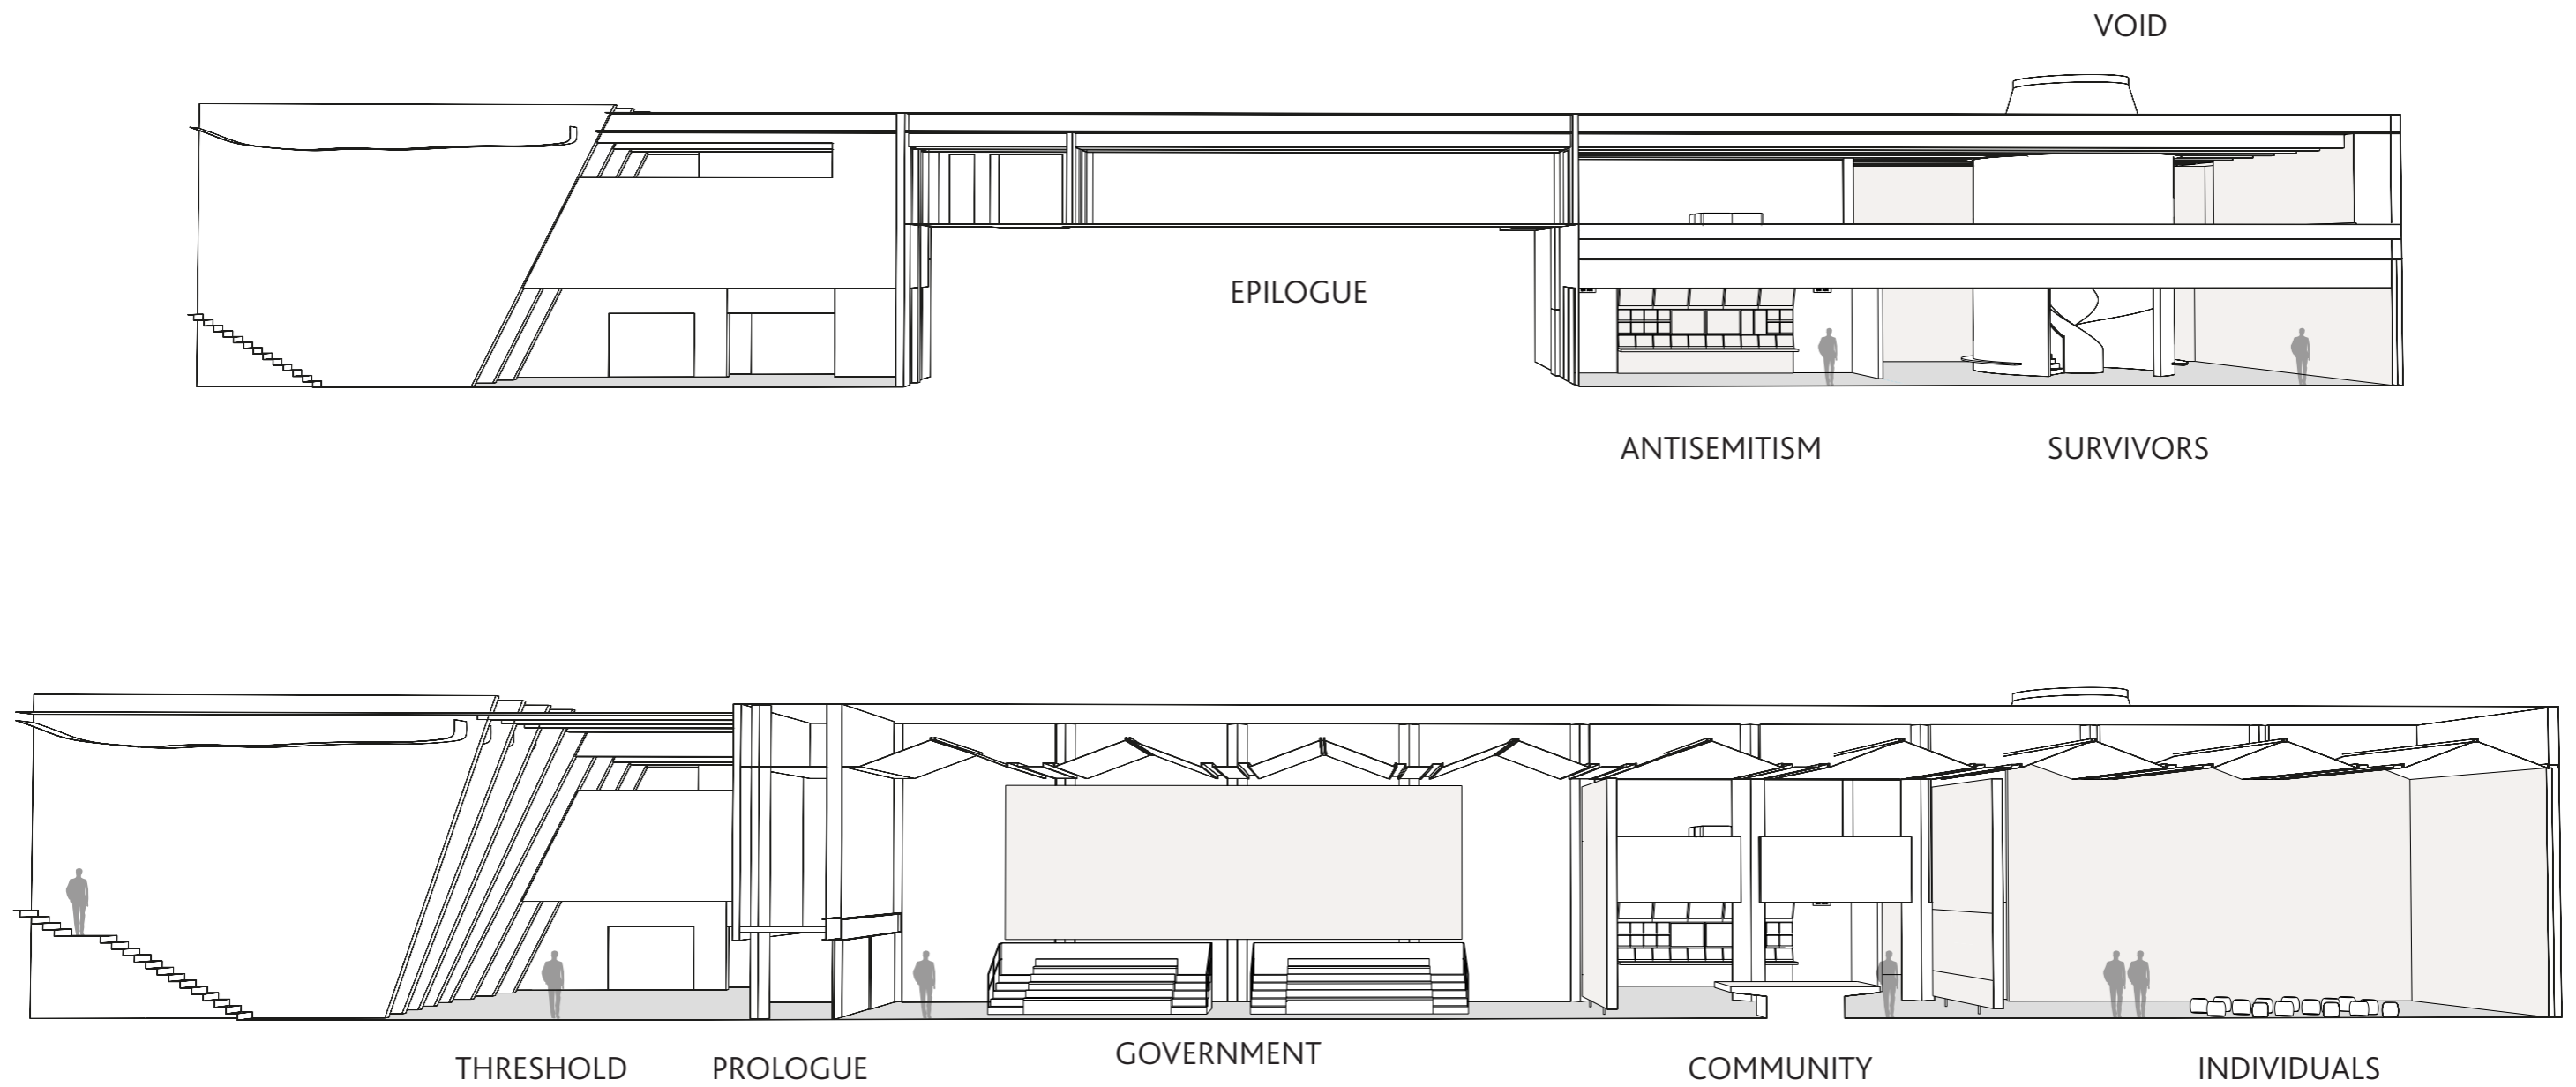 VOID
EPILOGUE
ANTISEMITISM
SURVIVORS
THRESHOLD
PROLOGUE
GOVERNMENT
COMMUNITY
INDIVIDUALS